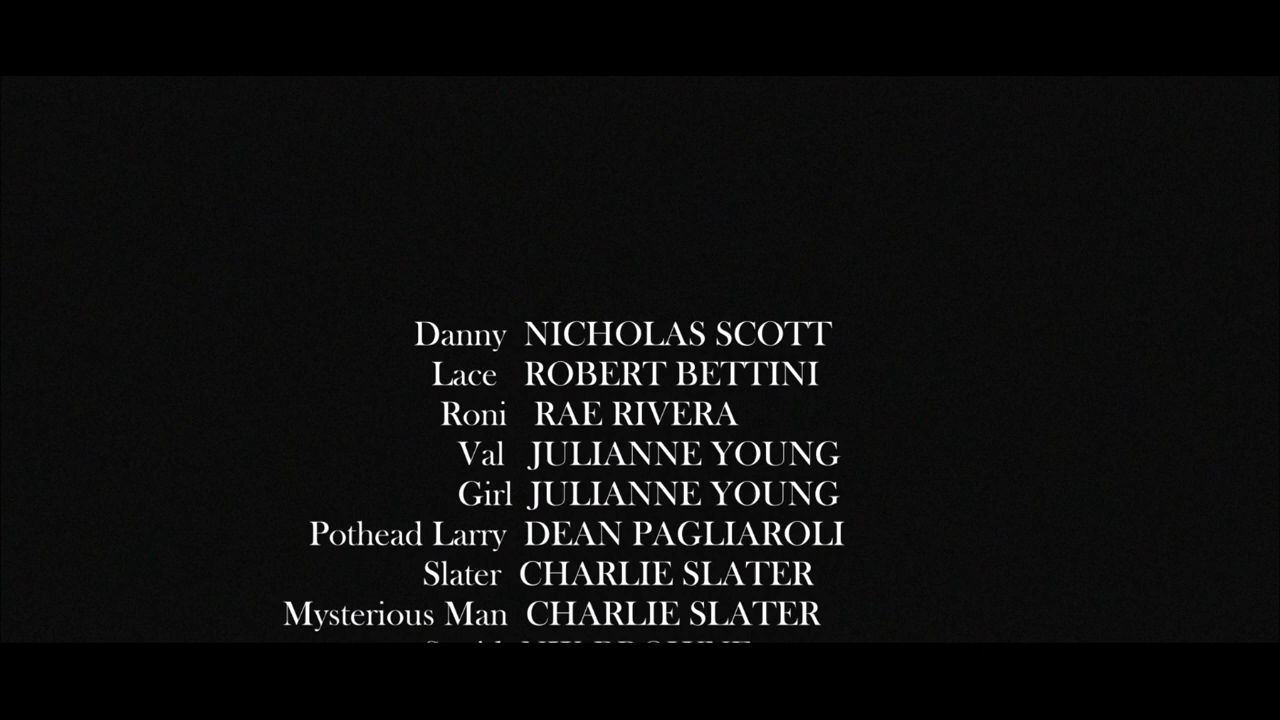 Danny NICHOLAS SCOTT
Lace ROBERT BETTINI
Roni RAE RIVERA
Val JULIANNE YOUNG
Girl JULIANNE YOUNG
Pothead Larry DEAN PAGLIAROLI
Slater CHARLIE SLATER
Mysterious Man CHARLIE SLATER